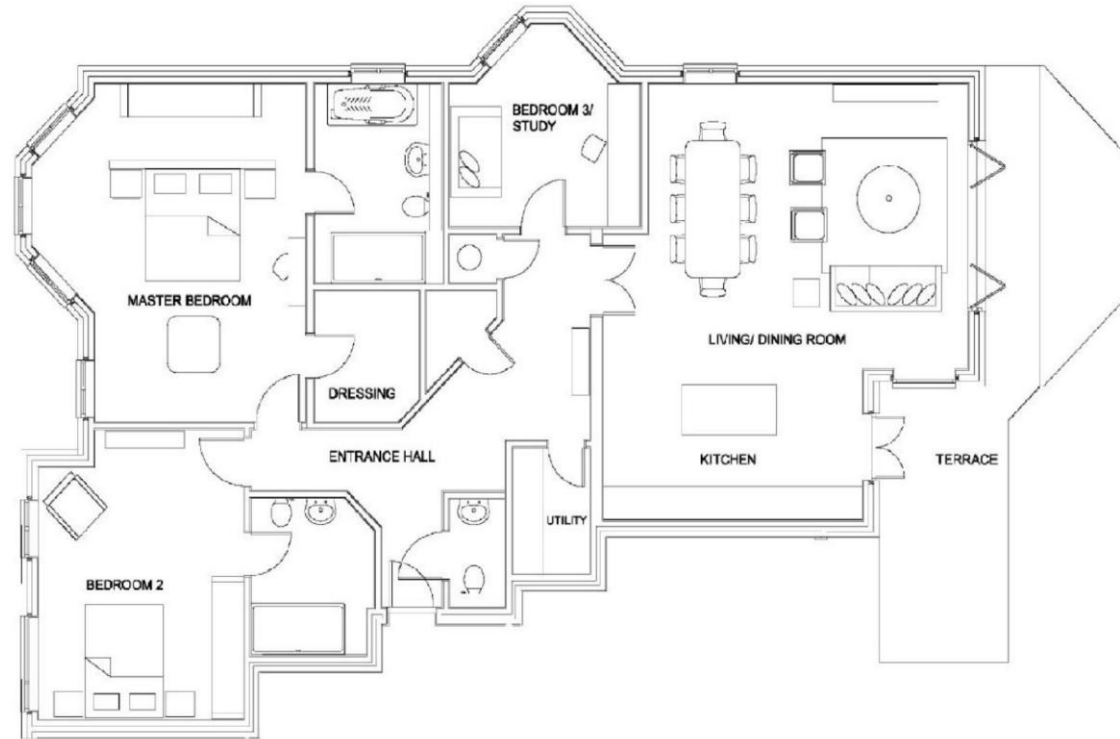 BEDROOM 3/
STUDY
MASTER BEDROOM
LIVING/ DINING ROOM
DRESSING
ENTRANCE HALL
KITCHEN
TERRACE
UTILITY
BEDROOM 2